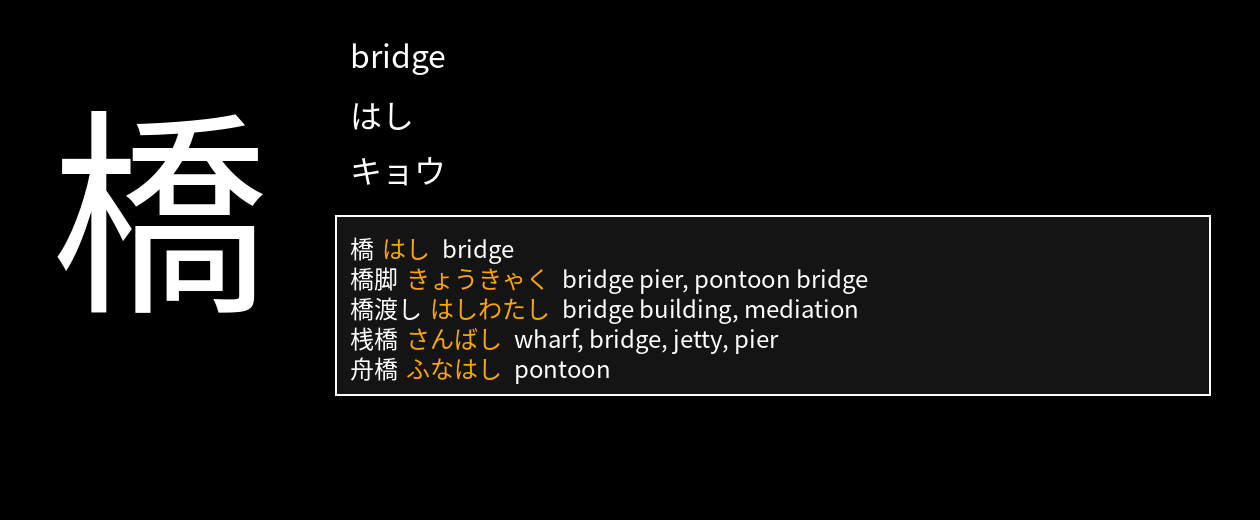 橋
bridge
はし
キョウ
橋 はし bridge
橋脚 きょうきゃく bridge pier, pontoon bridge
橋渡し はしわたし bridge building, mediation
桟橋 さんばし wharf, bridge, jetty, pier
舟橋 ふなはし pontoon